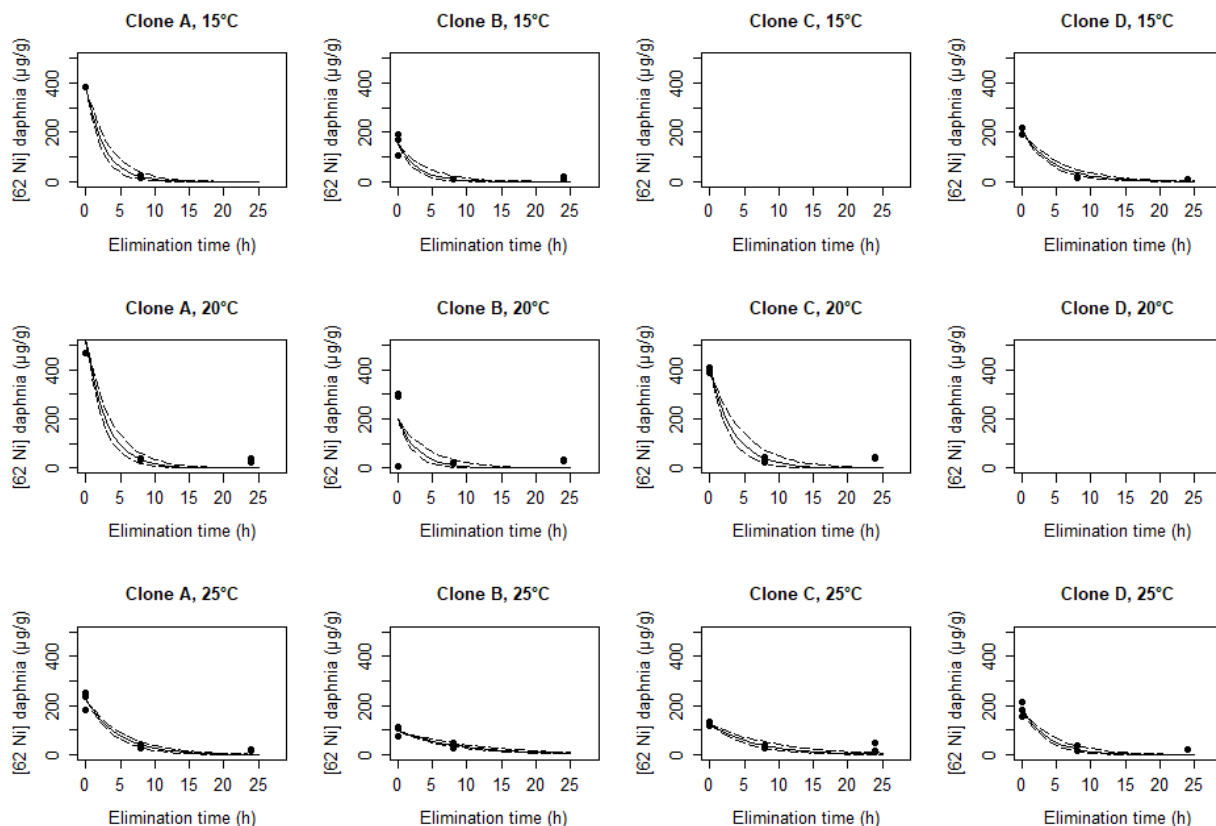 Clone A, 15°C Clone B, 15°C Clone C, 15°C Clone D, 15°C
[62 Ni] daphnia (µg/g) [62 Ni] daphnia (µg/g) [62 Ni] daphnia (µg/g) [62 Ni] daphnia (µg/g)
400 400 400 400
200 200 200 200
0 0 0 0
0 5 10 15 20 25 0 5 10 15 20 25 0 5 10 15 20 25 0 5 10 15 20 25
Elimination time (h) Elimination time (h) Elimination time (h) Elimination time (h)
Clone A, 20°C Clone B, 20°C Clone C, 20°C Clone D, 20°C
[62 Ni] daphnia (µg/g) [62 Ni] daphnia (µg/g) [62 Ni] daphnia (µg/g) [62 Ni] daphnia (µg/g)
400 400 400 400
200 200 200 200
0 0 0 0
0 5 10 15 20 25 0 5 10 15 20 25 0 5 10 15 20 25 0 5 10 15 20 25
Elimination time (h) Elimination time (h) Elimination time (h) Elimination time (h)
Clone A, 25°C Clone B, 25°C Clone C, 25°C Clone D, 25°C
[62 Ni] daphnia (µg/g) [62 Ni] daphnia (µg/g) [62 Ni] daphnia (µg/g) [62 Ni] daphnia (µg/g)
400 400 400 400
200 200 200 200
0 0 0 0
0 5 10 15 20 25 0 5 10 15 20 25 0 5 10 15 20 25 0 5 10 15 20 25
Elimination time (h) Elimination time (h) Elimination time (h) Elimination time (h)